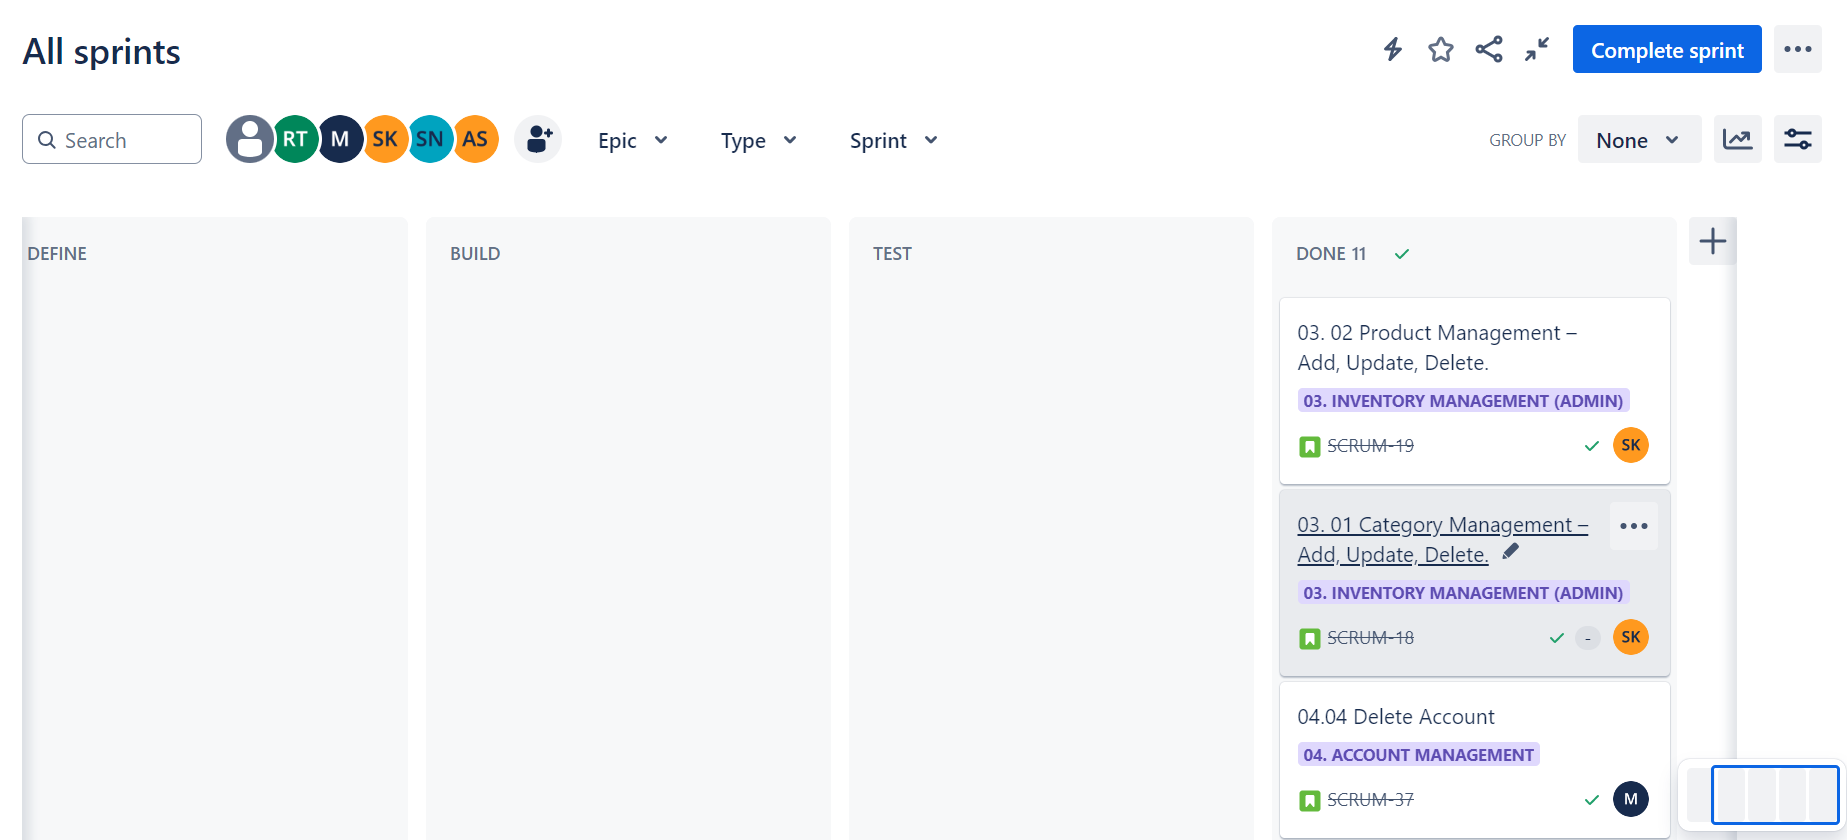 All sprints
Complete sprint
Search
RT M SK SN AS
Epic
Type
Sprint
GROUP BY
None
DEFINE
BUILD
TEST
DONE 11
03. 02 Product Management –
Add, Update, Delete.
03. INVENTORY MANAGEMENT (ADMIN)
SCRUM-19
SK
03. 01 Category Management –
Add, Update, Delete.
03. INVENTORY MANAGEMENT (ADMIN)
SCRUM-18
-
SK
04.04 Delete Account
04. ACCOUNT MANAGEMENT
SCRUM-37
M